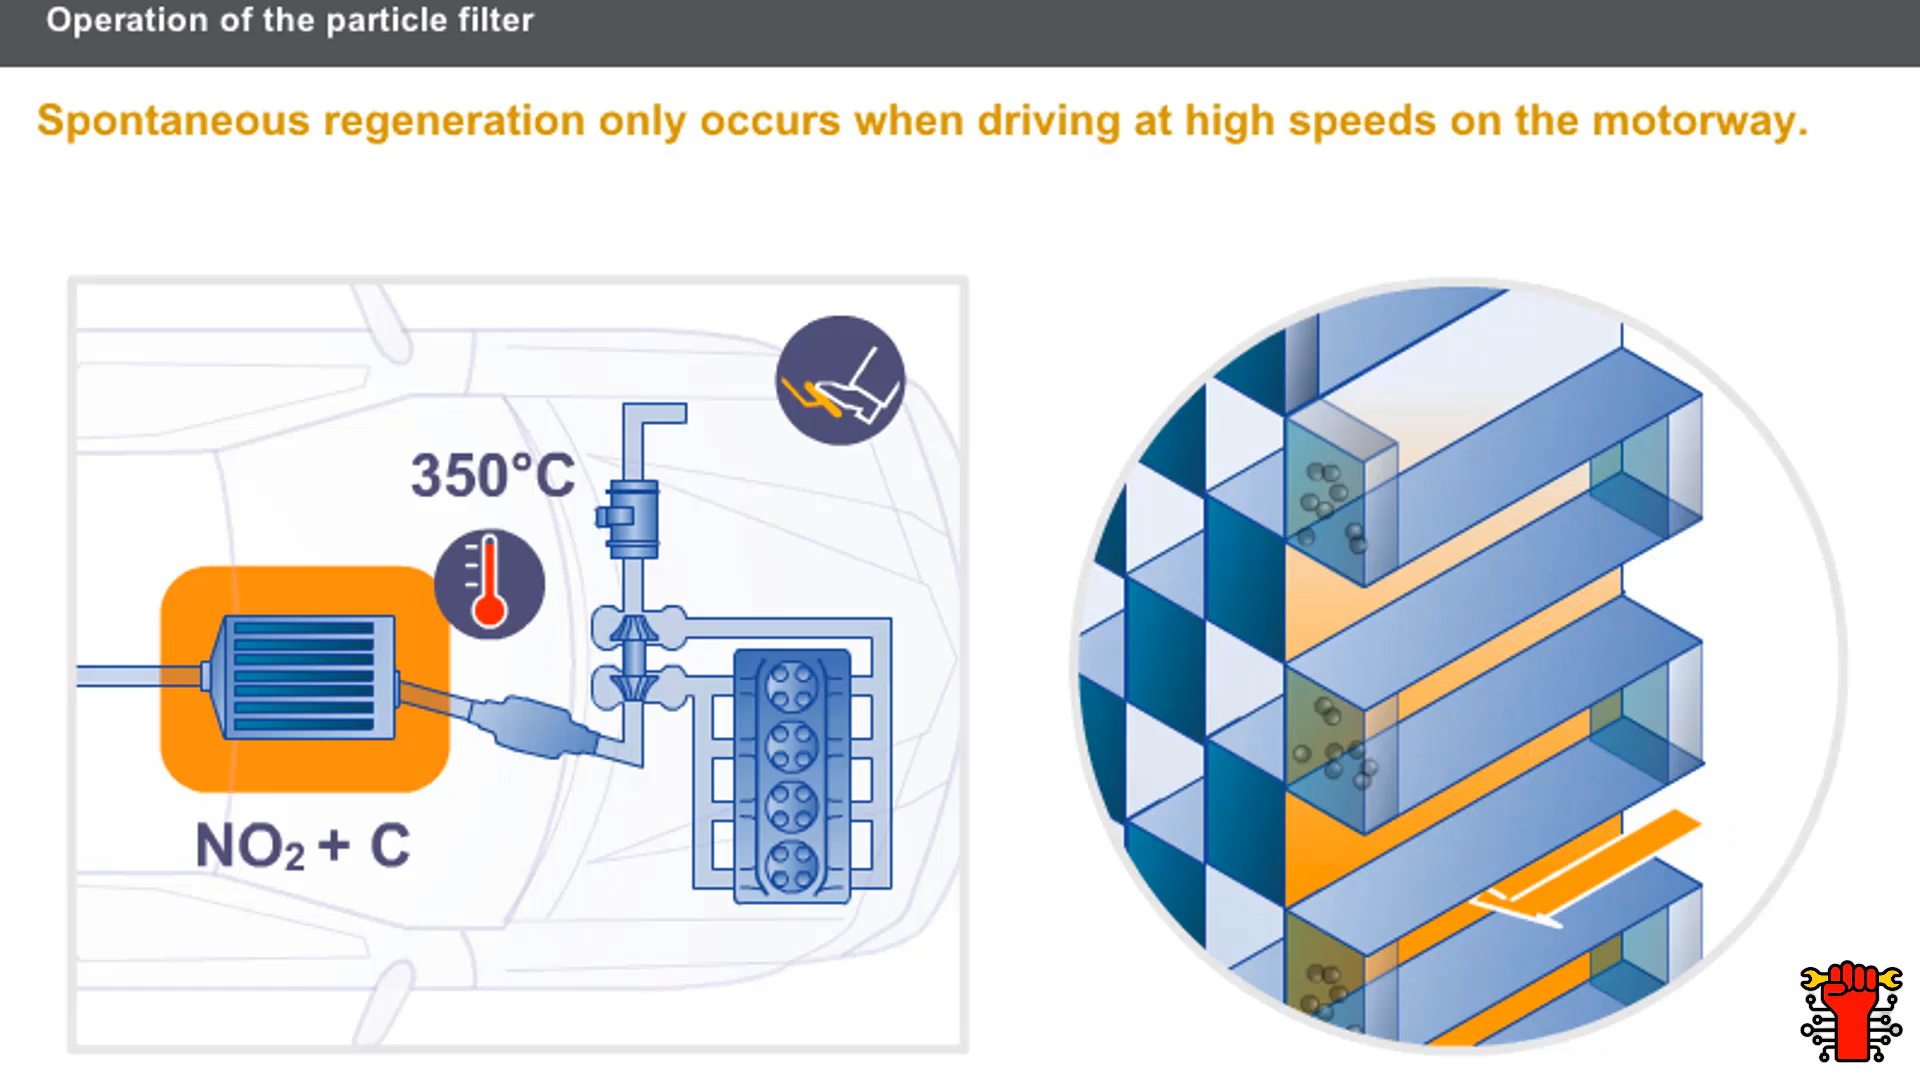 Operation of the particle filter
Spontaneous regeneration only occurs when driving at high speeds on the motorway.
350°C
NO₂ + C